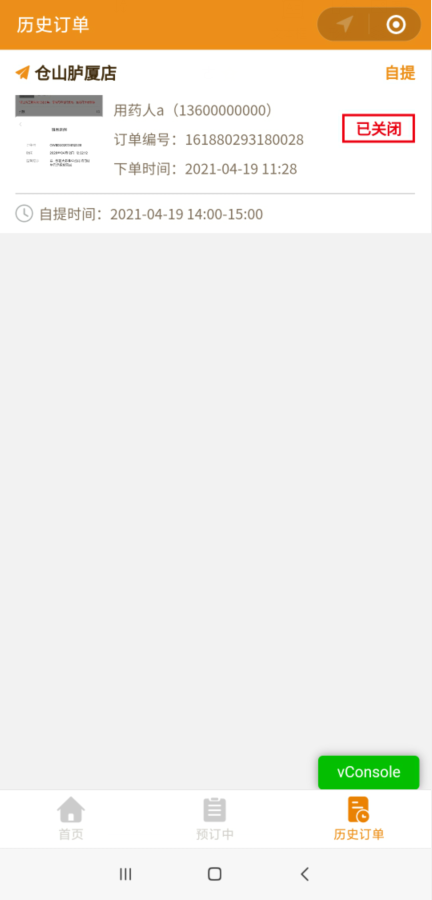 历史订单
仓山胪厦店
自提
用药人a（13600000000）
订单编号：161880293180028
已关闭
下单时间：2021-04-19 11:28
自提时间：2021-04-19 14:00-15:00
vConsole
首页
预订中
历史订单